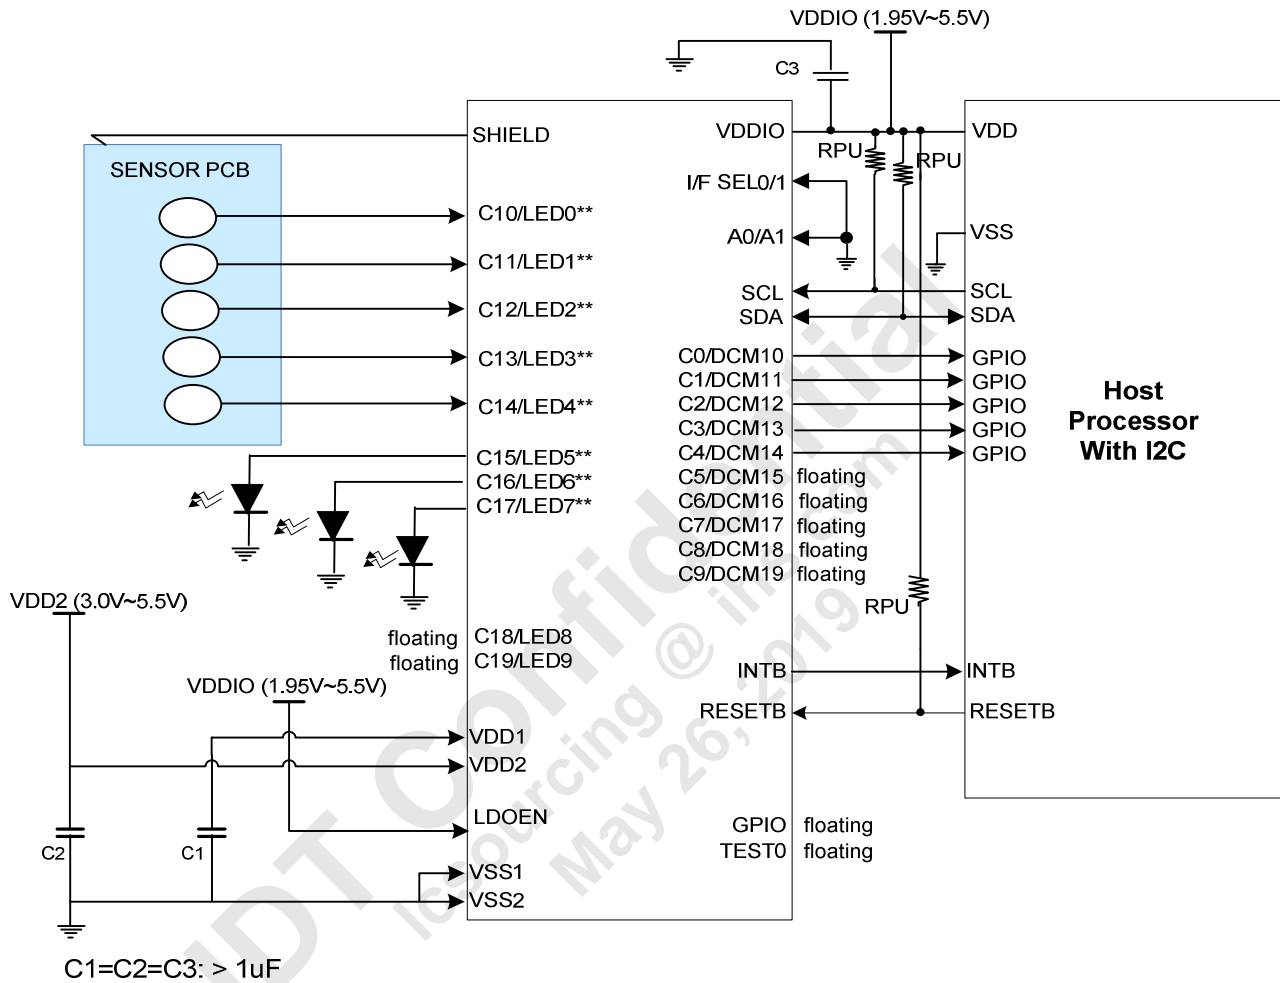 VDDIO (1.95V~5.5V)
C3
SHIELD
VDDIO
VDD
SENSOR PCB
RPU
RPU
I/F SEL0/1
C10/LED0**
A0/A1
VSS
C11/LED1**
SCL
SCL
C12/LED2**
SDA
SDA
C13/LED3**
C0/DCM10
GPIO
C1/DCM11
GPIO
C14/LED4**
C2/DCM12
GPIO
C3/DCM13
GPIO
C4/DCM14
GPIO
Host
Processor
With I2C
C15/LED5**
C16/LED6**
C17/LED7**
C5/DCM15 floating
C6/DCM16 floating
C7/DCM17 floating
C8/DCM18 floating
C9/DCM19 floating
VDD2 (3.0V~5.5V)
RPU
floating C18/LED8
floating C19/LED9
INTB
INTB
VDDIO (1.95V~5.5V)
RESETB
RESETB
VDD1
VDD2
LDOEN
GPIO floating
TEST0 floating
C2
C1
VSS1
VSS2
C1=C2=C3: > 1uF
IDT Confidential
Icsourcing @ ihs.com
May 26, 2019